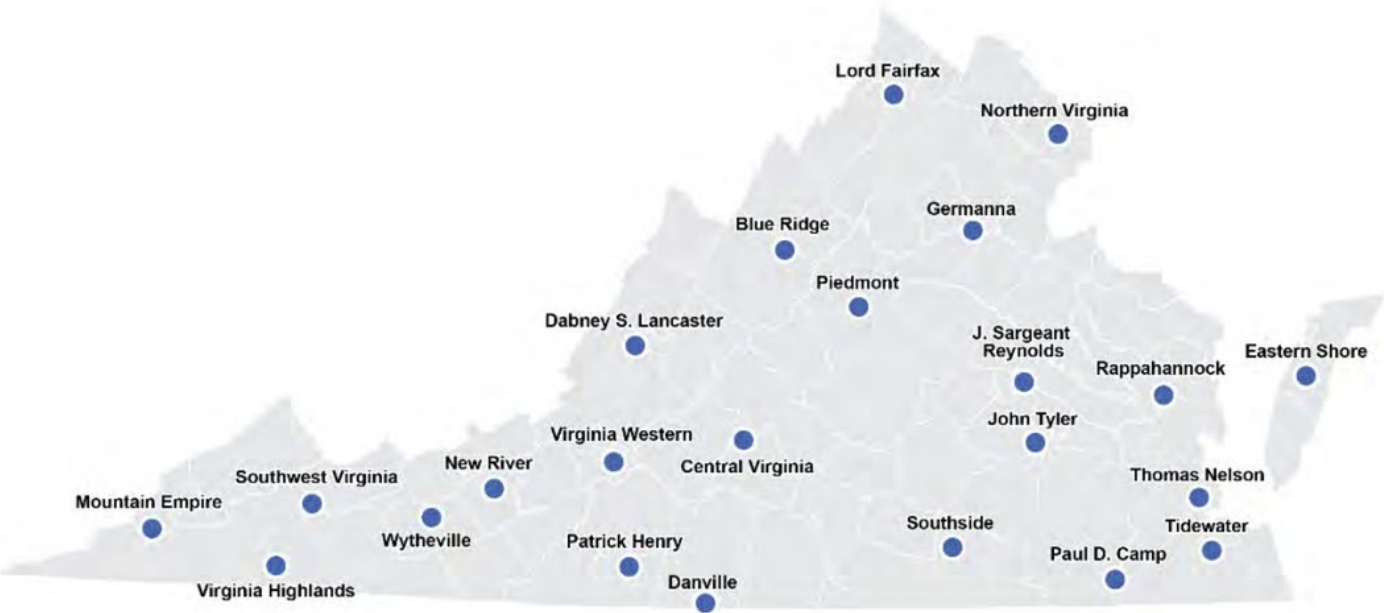 Lord Fairfax
Northern Virginia
Germanna
Blue Ridge
Piedmont
Dabney S. Lancaster
J. Sargeant
Reynolds
Eastern Shore
Rappahannock
John Tyler
Virginia Western
Central Virginia
New River
Southwest Virginia
Thomas Nelson
Mountain Empire
Southside
Tidewater
Wytheville
Patrick Henry
Paul D. Camp
Danville
Virginia Highlands